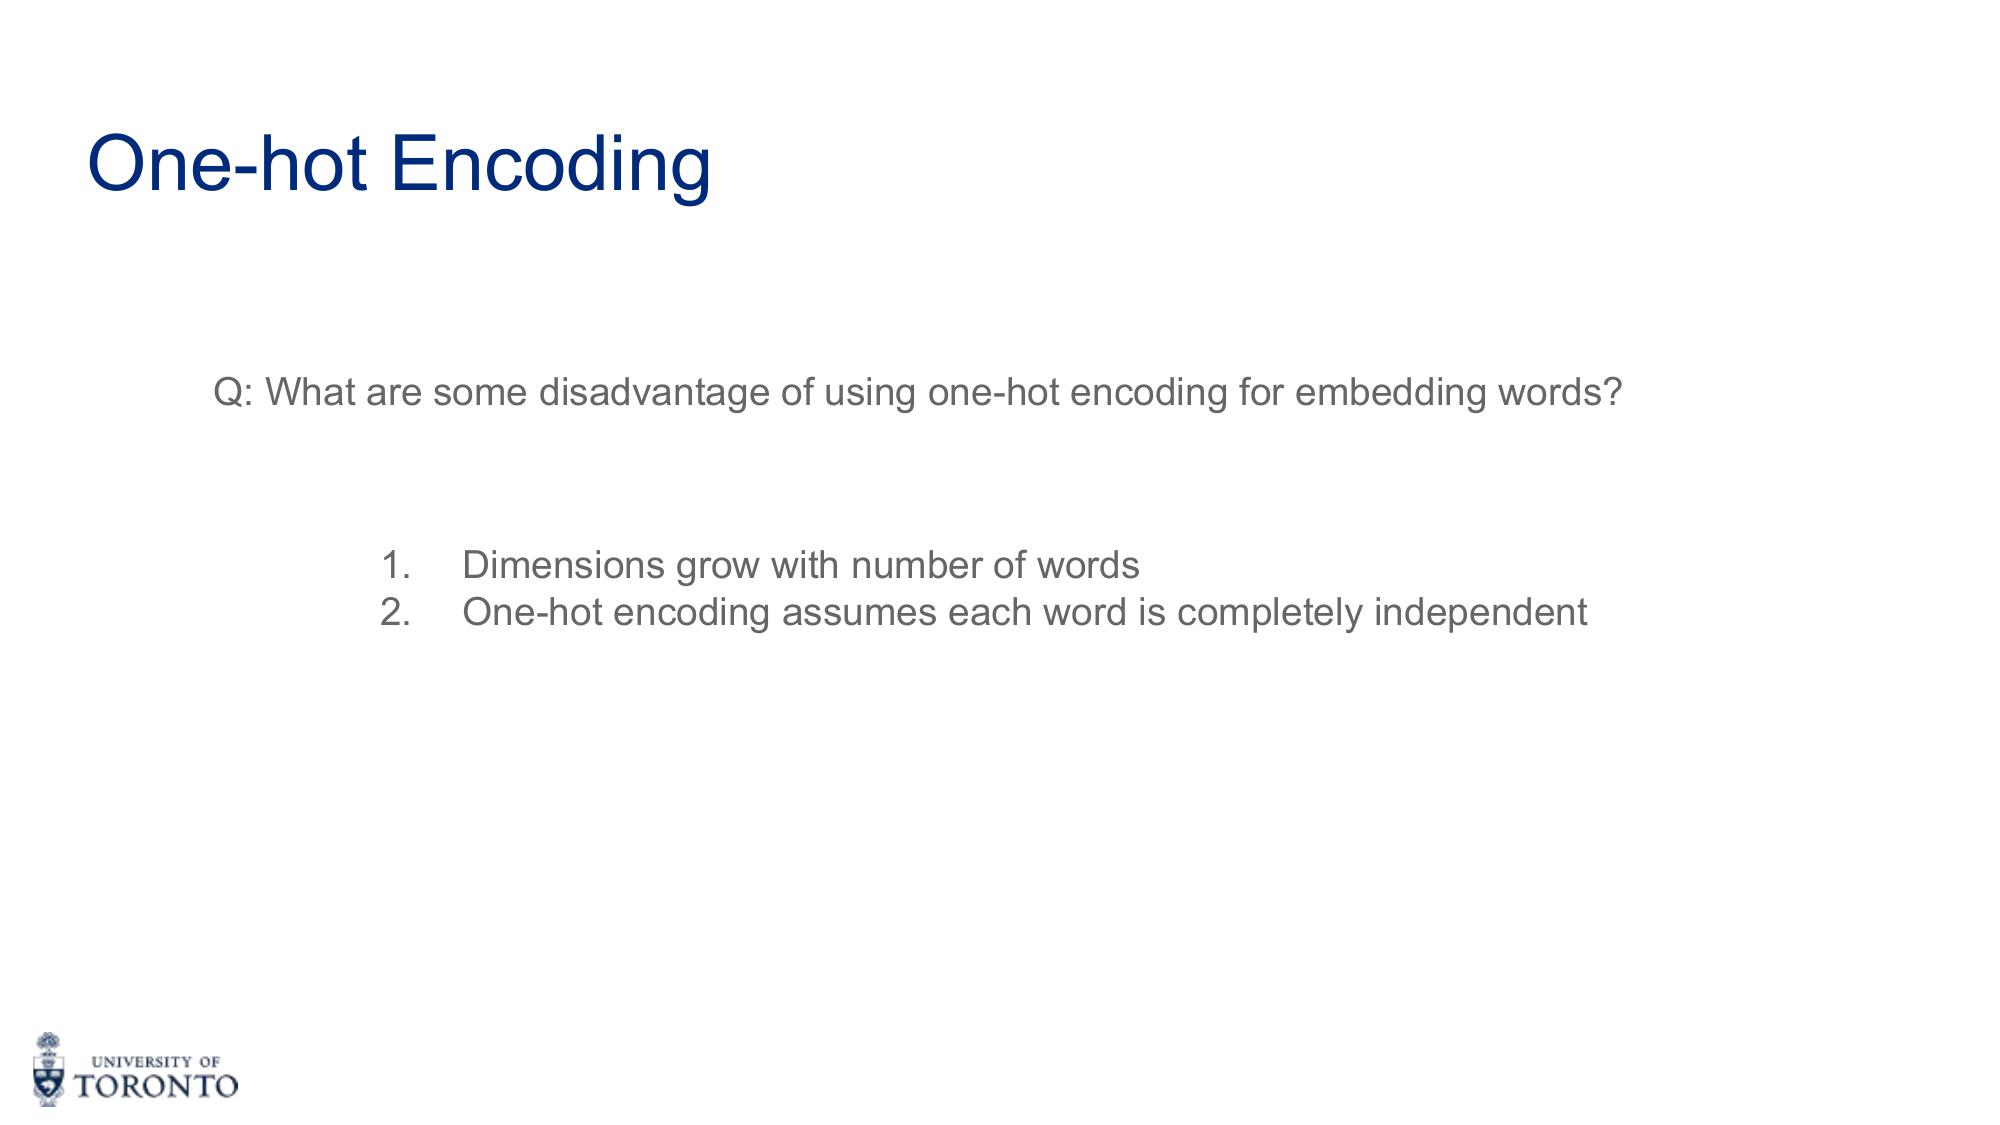 One-hot Encoding
Q: What are some disadvantage of using one-hot encoding for embedding words?
1. Dimensions grow with number of words
2. One-hot encoding assumes each word is completely independent
UNIVERSITY OF
TORONTO